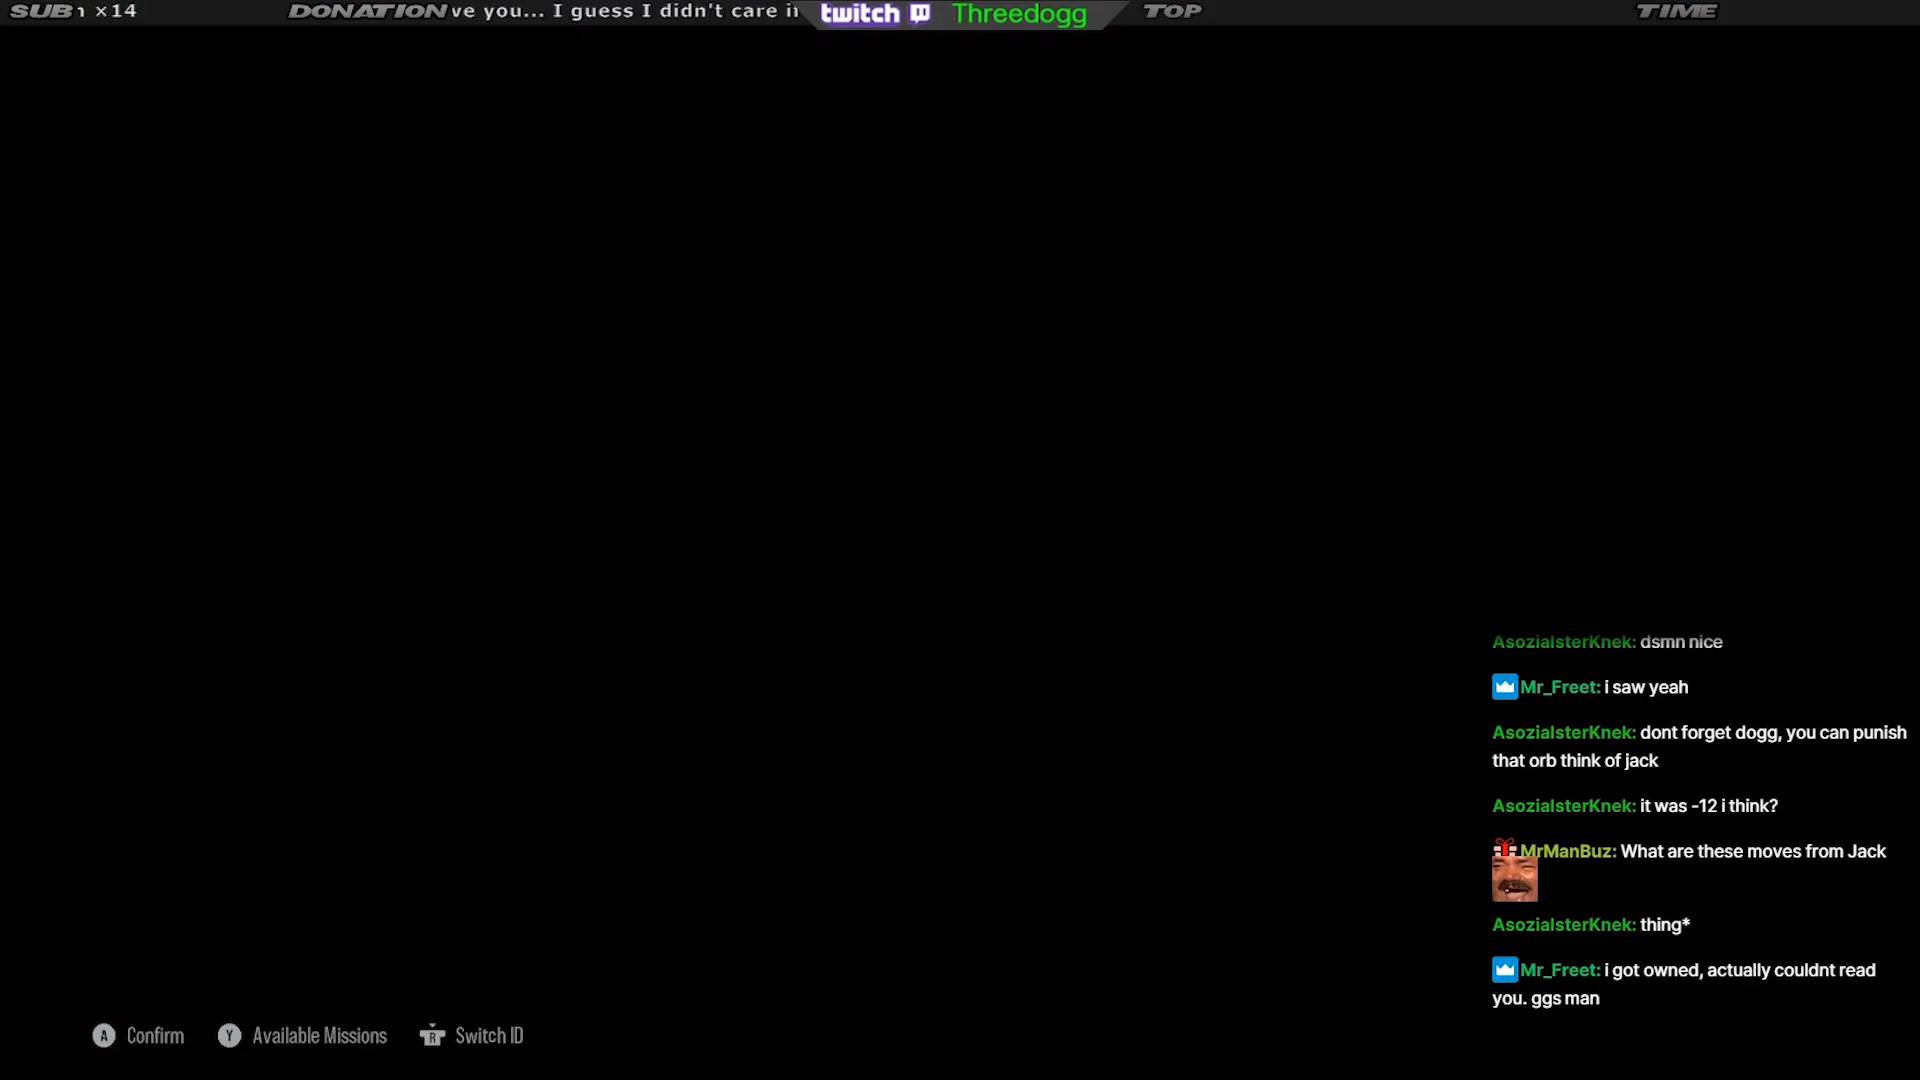 SUB ı ×14 DONATION ve you... I guess I didn't care iı twitch Threedogg TOP TIME
AsozialsterKnek: dsmn nice
Mr_Freet: i saw yeah
AsozialsterKnek: dont forget dogg, you can punish
that orb think of jack
AsozialsterKnek: it was -12 i think?
MrManBuz: What are these moves from Jack
AsozialsterKnek: thing*
Mr_Freet: i got owned, actually couldnt read
you. ggs man
A Confirm Y Available Missions R Switch ID